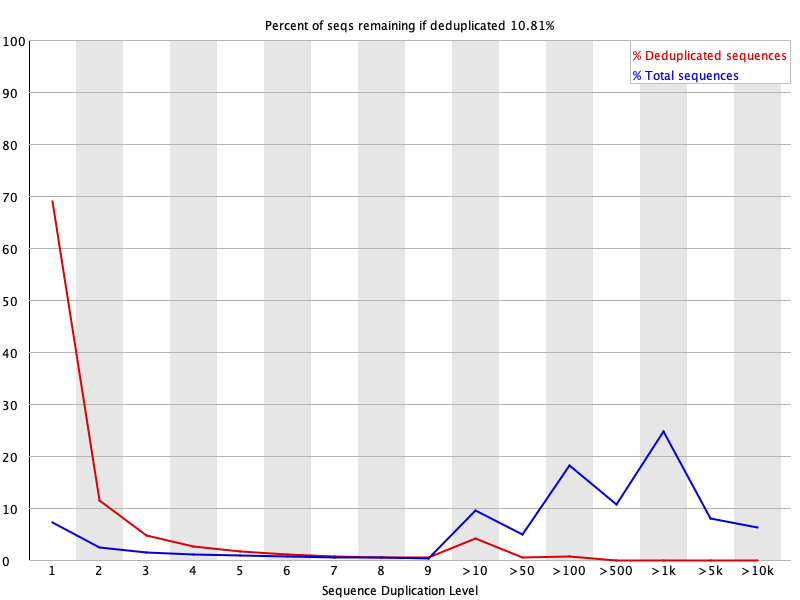 Percent of seqs remaining if deduplicated 10.81%
% Deduplicated sequences
% Total sequences
100
90
80
70
60
50
40
30
20
10
0
1 2 3 4 5 6 7 8 9 >10 >50 >100 >500 >1k >5k >10k
Sequence Duplication Level